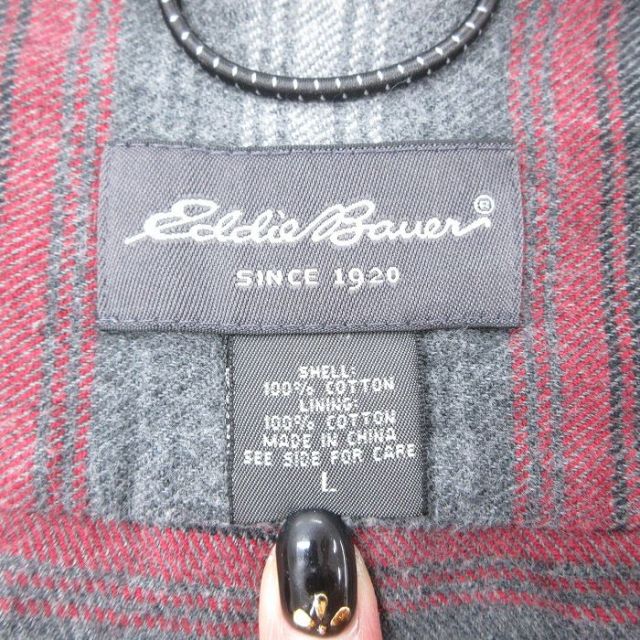 Eddie Bauer®
SINCE 1920
SHELL:
100% COTTON
LINING:
100% COTTON
MADE IN CHINA
SEE SIDE FOR CARE
L